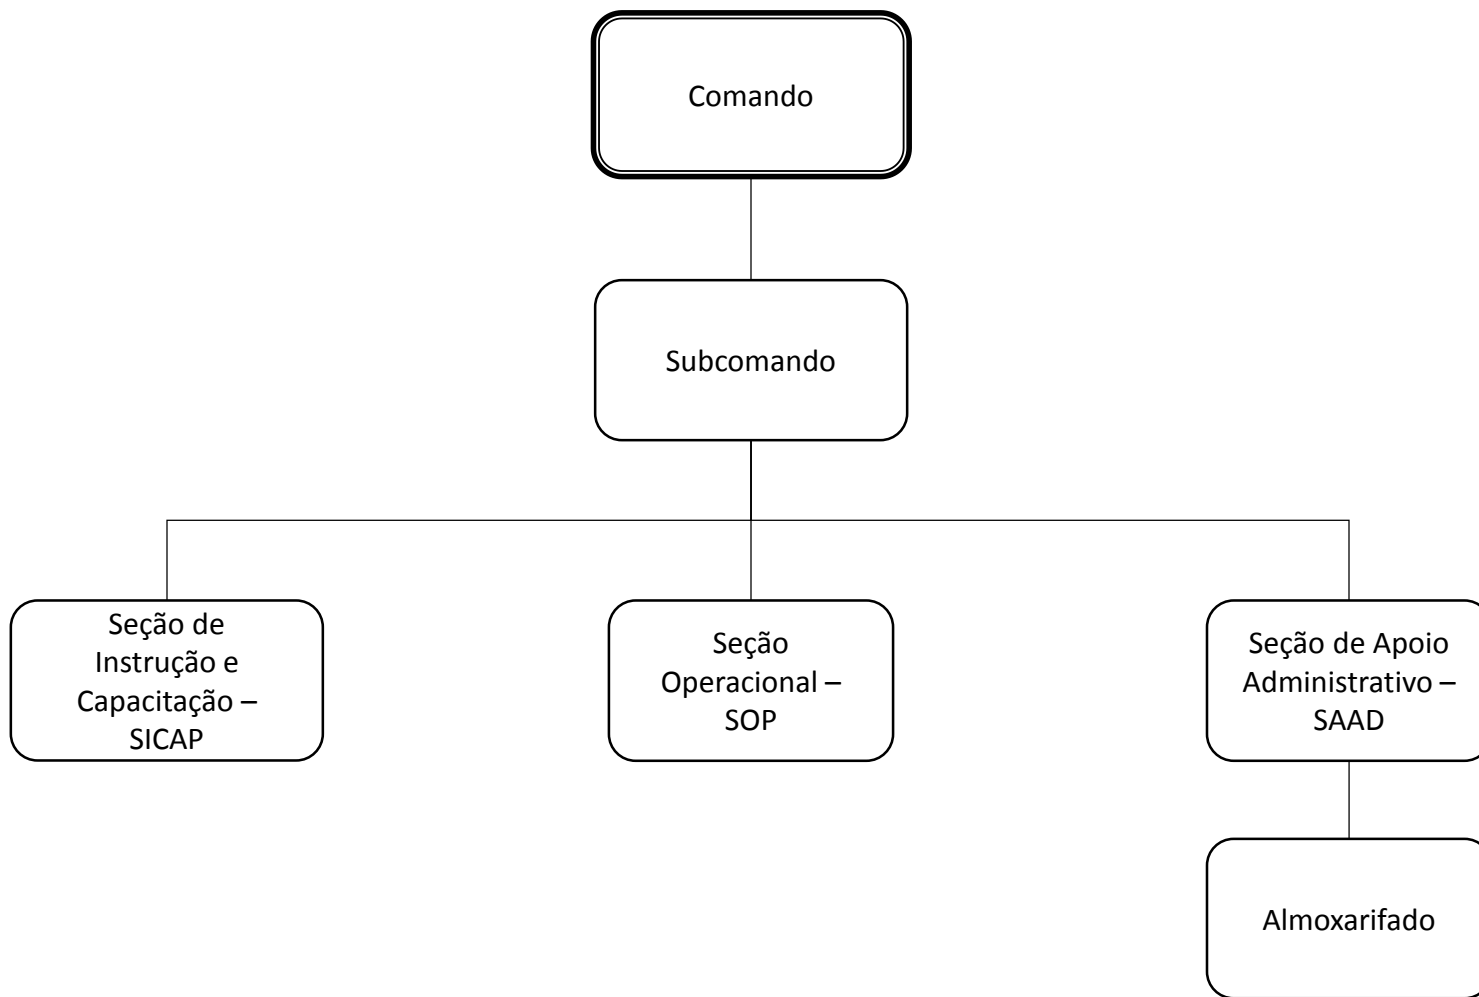 Comando
Subcomando
Seção de
Instrução e
Capacitação –
SICAP
Seção
Operacional –
SOP
Seção de Apoio
Administrativo –
SAAD
Almoxarifado